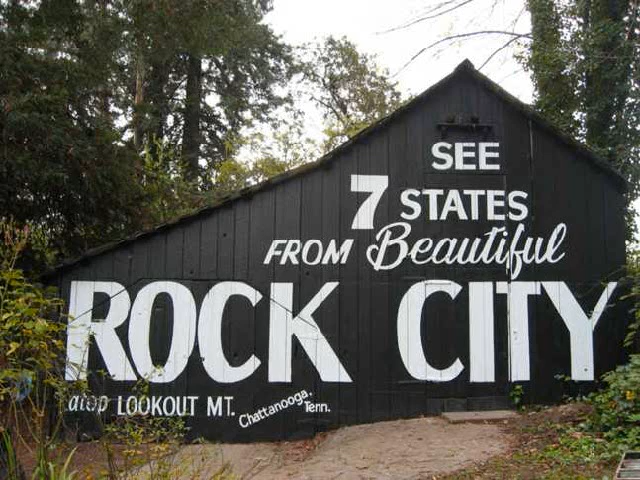 SEE
7 STATES
FROM Beautiful
ROCK CITY
atop LOOKOUT MT. Chattanooga, Tenn.